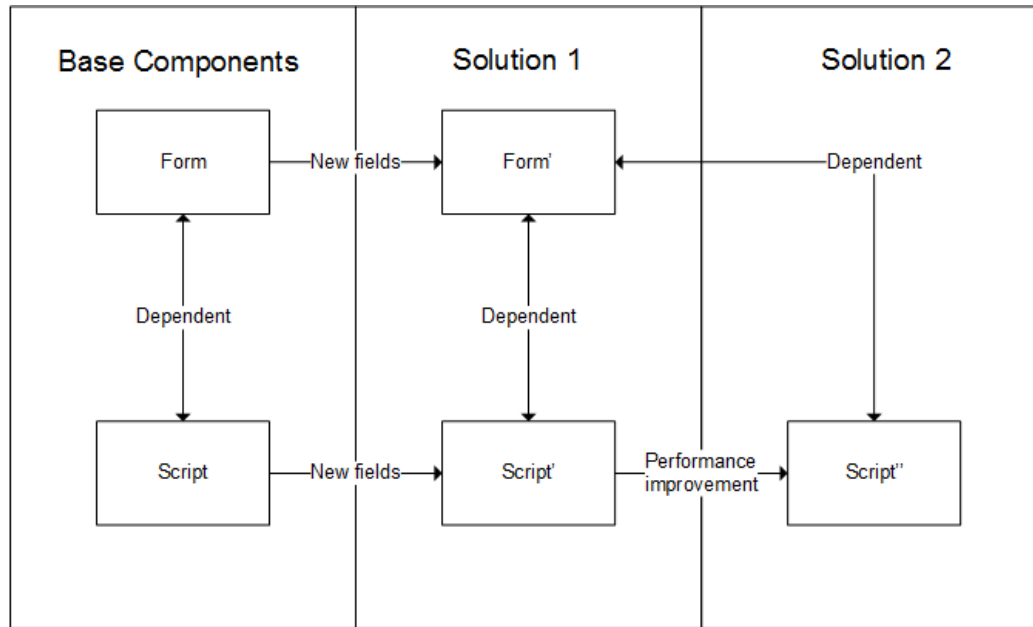 Base Components
Solution 1
Solution 2
Form
New fields
Form'
Dependent
Dependent
Dependent
Script
New fields
Script'
Performance
improvement
Script''